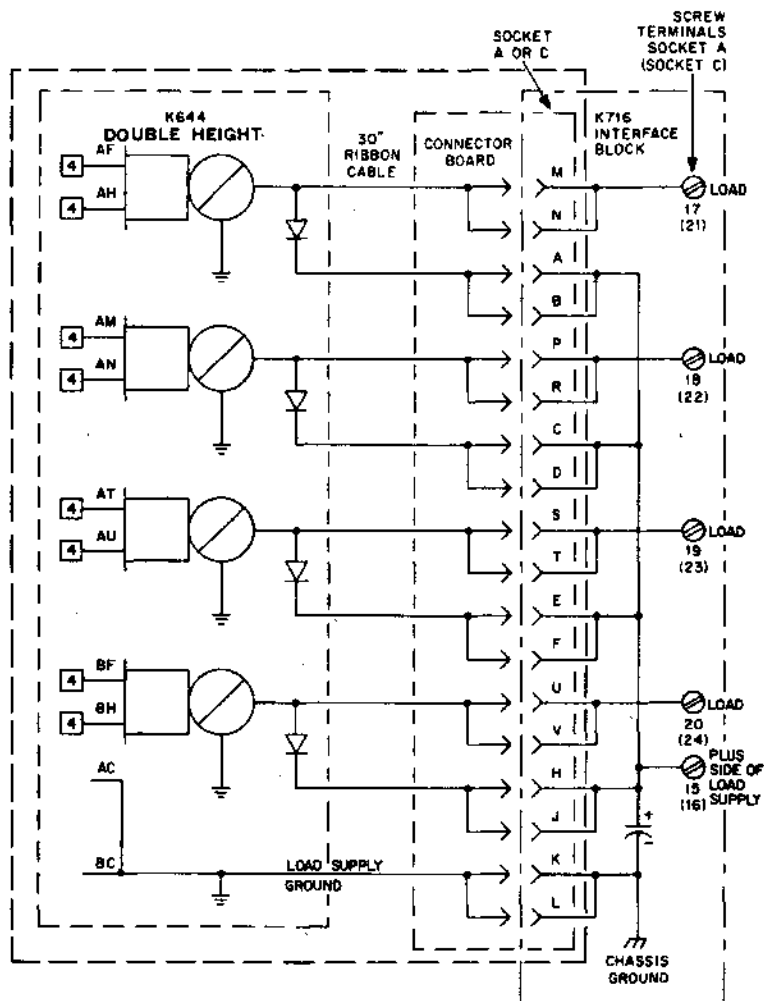 SOCKET
A OR C
SCREW
TERMINALS
SOCKET A
(SOCKET C)
K644
DOUBLE HEIGHT
30"
RIBBON
CABLE
CONNECTOR
BOARD
K716
INTERFACE
BLOCK
4 AF
4 AH
M
N
A
B
LOAD
17
(21)
4 AM
4 AN
P
R
C
D
LOAD
18
(22)
4 AT
4 AU
S
T
E
F
LOAD
19
(23)
4 BF
4 BH
U
V
H
J
LOAD
20
(24)
PLUS
SIDE OF
LOAD
SUPPLY
15
(16)
+
-
AC
BC
LOAD SUPPLY
GROUND
K
L
CHASSIS
GROUND